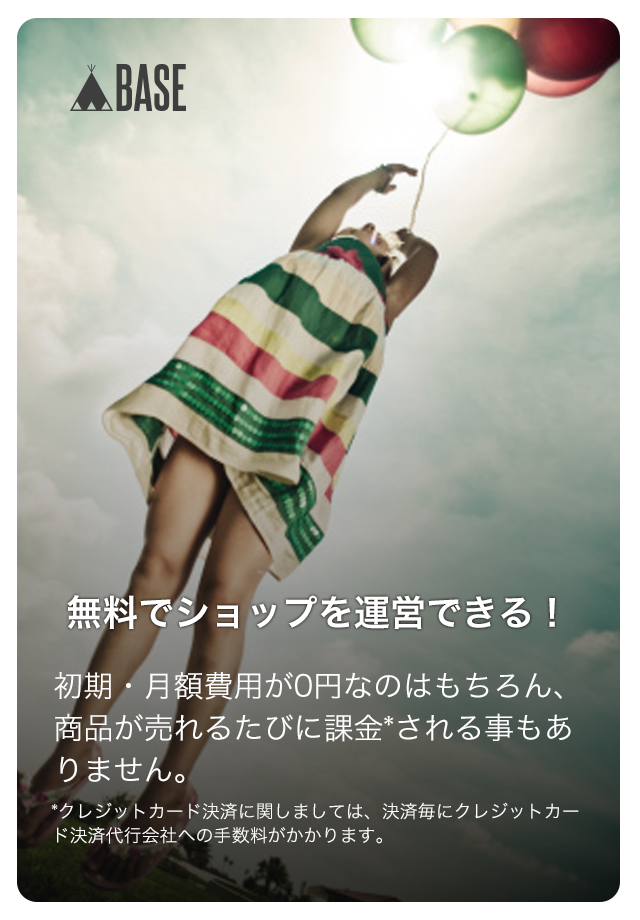 BASE
無料でショップを運営できる！
初期・月額費用が0円なのはもちろん、
商品が売れるたびに課金*される事もあ
りません。
*クレジットカード決済に関しましては、決済毎にクレジットカー
ド決済代行会社への手数料がかかります。